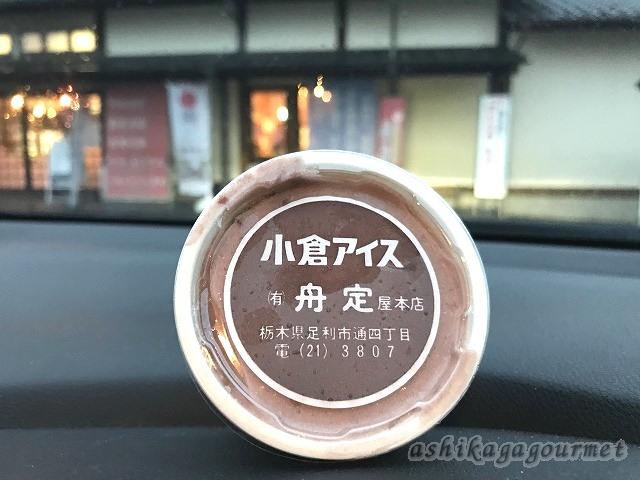 小倉アイス
㈲ 舟定屋本店
栃木県足利市通四丁目
電 (21) 3807
ashikagagourmet